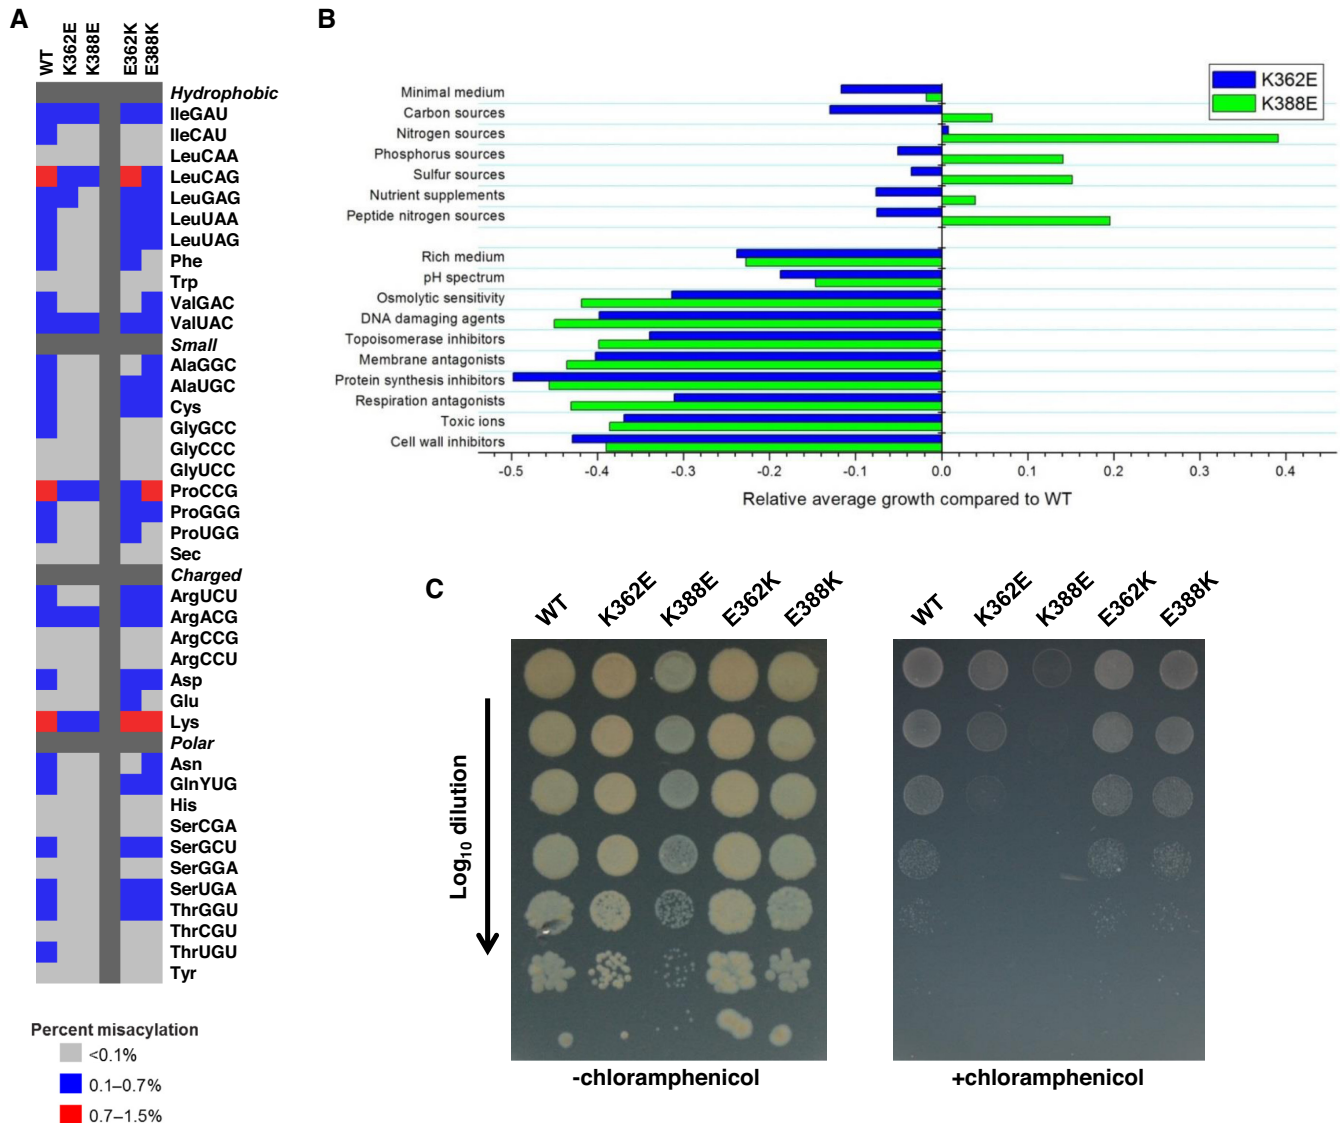 A
WT
K362E
K388E
E362K
E388K
Hydrophobic
IleGAU
IleCAU
LeuCAA
LeuCAG
LeuGAG
LeuUAA
LeuUAG
Phe
Trp
ValGAC
ValUAC
Small
AlaGGC
AlaUGC
Cys
GlyGCC
GlyCCC
GlyUCC
ProCCG
ProGGG
ProUGG
Sec
Charged
ArgUCU
ArgACG
ArgCCG
ArgCCU
Asp
Glu
Lys
Polar
Asn
GlnYUG
His
SerCGA
SerGCU
SerGGA
SerUGA
ThrGGU
ThrCGU
ThrUGU
Tyr
Percent misacylation
<0.1%
0.1–0.7%
0.7–1.5%
B
K362E
K388E
Minimal medium
Carbon sources
Nitrogen sources
Phosphorus sources
Sulfur sources
Nutrient supplements
Peptide nitrogen sources
Rich medium
pH spectrum
Osmolytic sensitivity
DNA damaging agents
Topoisomerase inhibitors
Membrane antagonists
Protein synthesis inhibitors
Respiration antagonists
Toxic ions
Cell wall inhibitors
-0.5 -0.4 -0.3 -0.2 -0.1 0.0 0.1 0.2 0.3 0.4
Relative average growth compared to WT
C
WT K362E K388E E362K E388K
WT K362E K388E E362K E388K
Log10 dilution
-chloramphenicol
+chloramphenicol